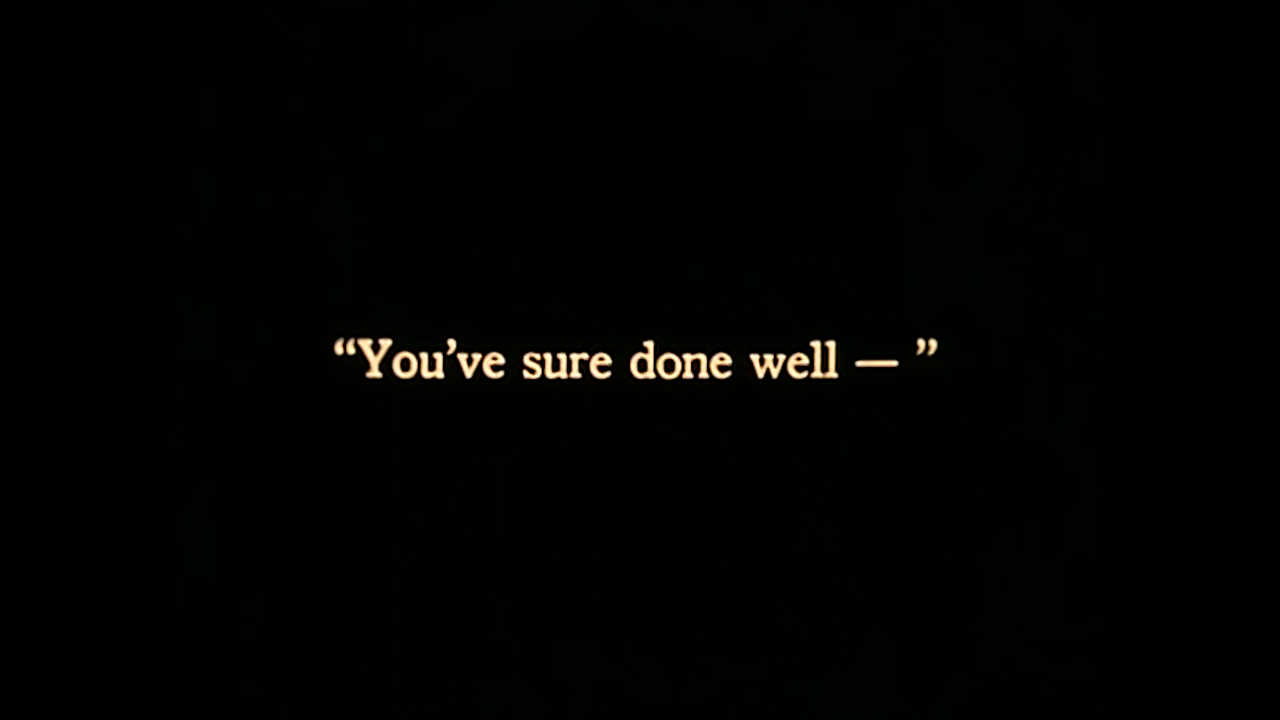 “You’ve sure done well — ”